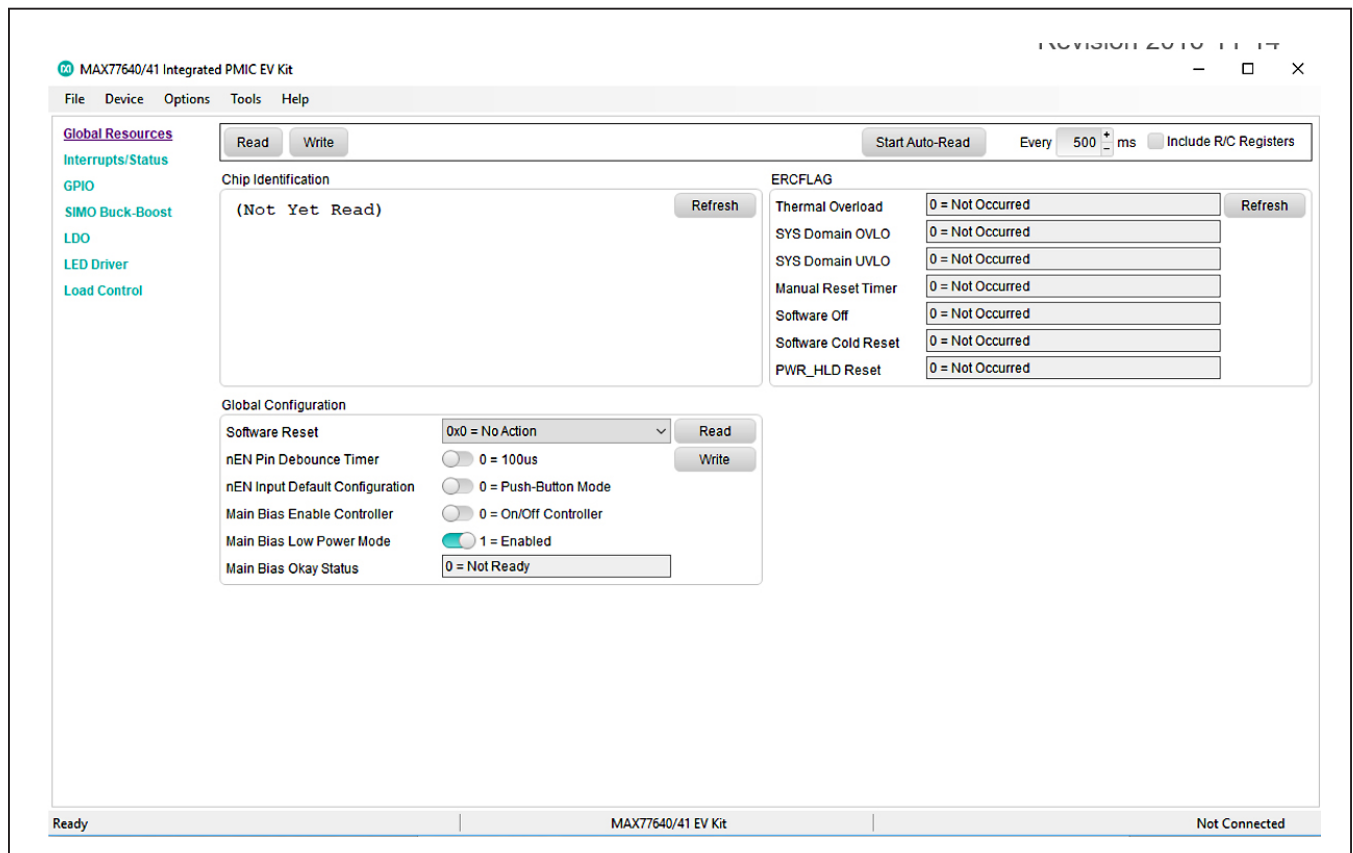 MAX77640/41 Integrated PMIC EV Kit
File Device Options Tools Help
Global Resources
Interrupts/Status
GPIO
SIMO Buck-Boost
LDO
LED Driver
Load Control
Read Write Start Auto-Read Every 500 ms Include R/C Registers
Chip Identification
(Not Yet Read) Refresh
ERCFLAG
Thermal Overload 0 = Not Occurred Refresh
SYS Domain OVLO 0 = Not Occurred
SYS Domain UVLO 0 = Not Occurred
Manual Reset Timer 0 = Not Occurred
Software Off 0 = Not Occurred
Software Cold Reset 0 = Not Occurred
PWR_HLD Reset 0 = Not Occurred
Global Configuration
Software Reset 0x0 = No Action Read
nEN Pin Debounce Timer 0 = 100us Write
nEN Input Default Configuration 0 = Push-Button Mode
Main Bias Enable Controller 0 = On/Off Controller
Main Bias Low Power Mode 1 = Enabled
Main Bias Okay Status 0 = Not Ready
Ready MAX77640/41 EV Kit Not Connected